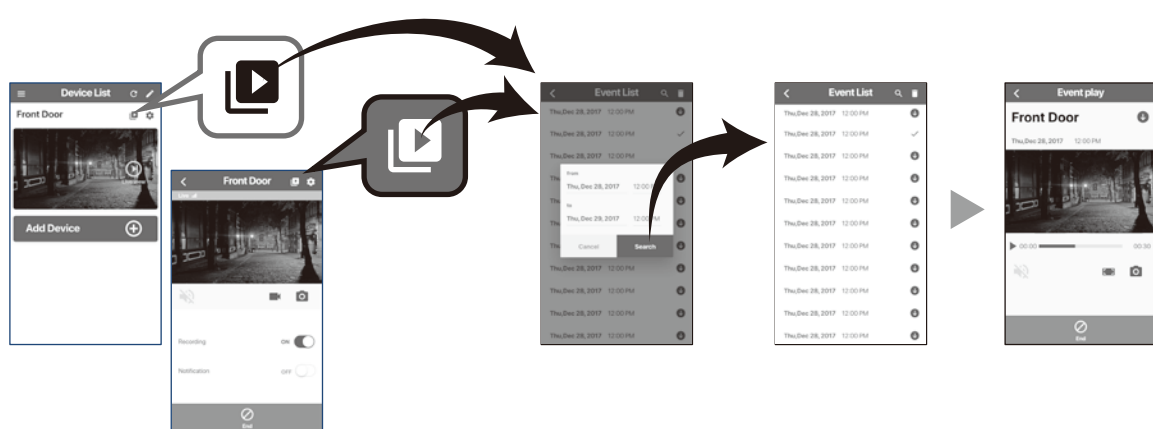 Device List
Front Door
Add Device
Front Door
Live
Recording ON
Notification OFF
End
Event List
Thu,Dec 28, 2017 12:00 PM
Thu,Dec 28, 2017 12:00 PM
Thu,Dec 28, 2017 12:00 PM
From
Thu, Dec 28, 2017 12:00 PM
to
Thu, Dec 29, 2017 12:00 PM
Cancel Search
Thu,Dec 28, 2017 12:00 PM
Thu,Dec 28, 2017 12:00 PM
Thu,Dec 28, 2017 12:00 PM
Thu,Dec 28, 2017 12:00 PM
Event List
Thu,Dec 28, 2017 12:00 PM
Thu,Dec 28, 2017 12:00 PM
Thu,Dec 28, 2017 12:00 PM
Thu,Dec 28, 2017 12:00 PM
Thu,Dec 28, 2017 12:00 PM
Thu,Dec 28, 2017 12:00 PM
Thu,Dec 28, 2017 12:00 PM
Thu,Dec 28, 2017 12:00 PM
Thu,Dec 28, 2017 12:00 PM
Thu,Dec 28, 2017 12:00 PM
Thu,Dec 28, 2017 12:00 PM
Event play
Front Door
Thu,Dec 28, 2017 12:00 PM
00:00 00:30
End